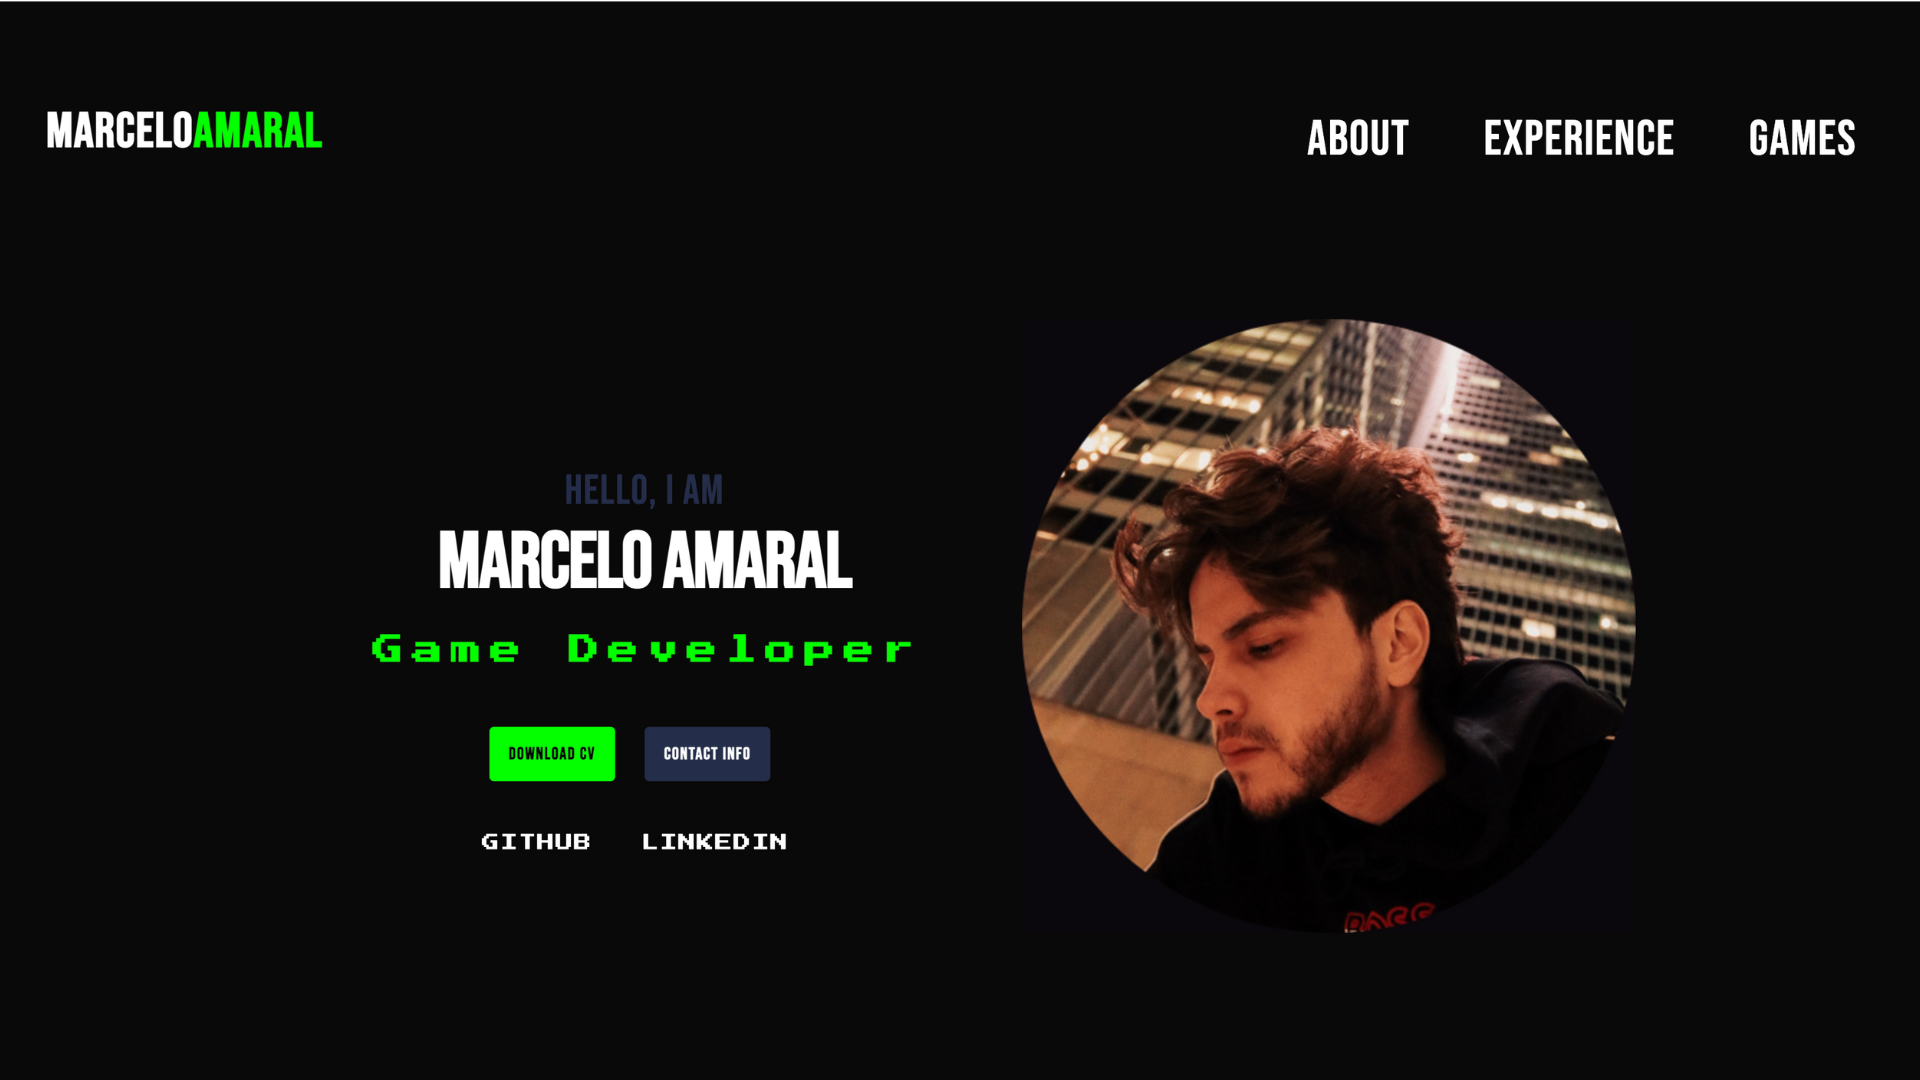 MARCELOAMARAL
ABOUT EXPERIENCE GAMES
HELLO, I AM
MARCELO AMARAL
Game Developer
DOWNLOAD CV CONTACT INFO
GITHUB LINKEDIN